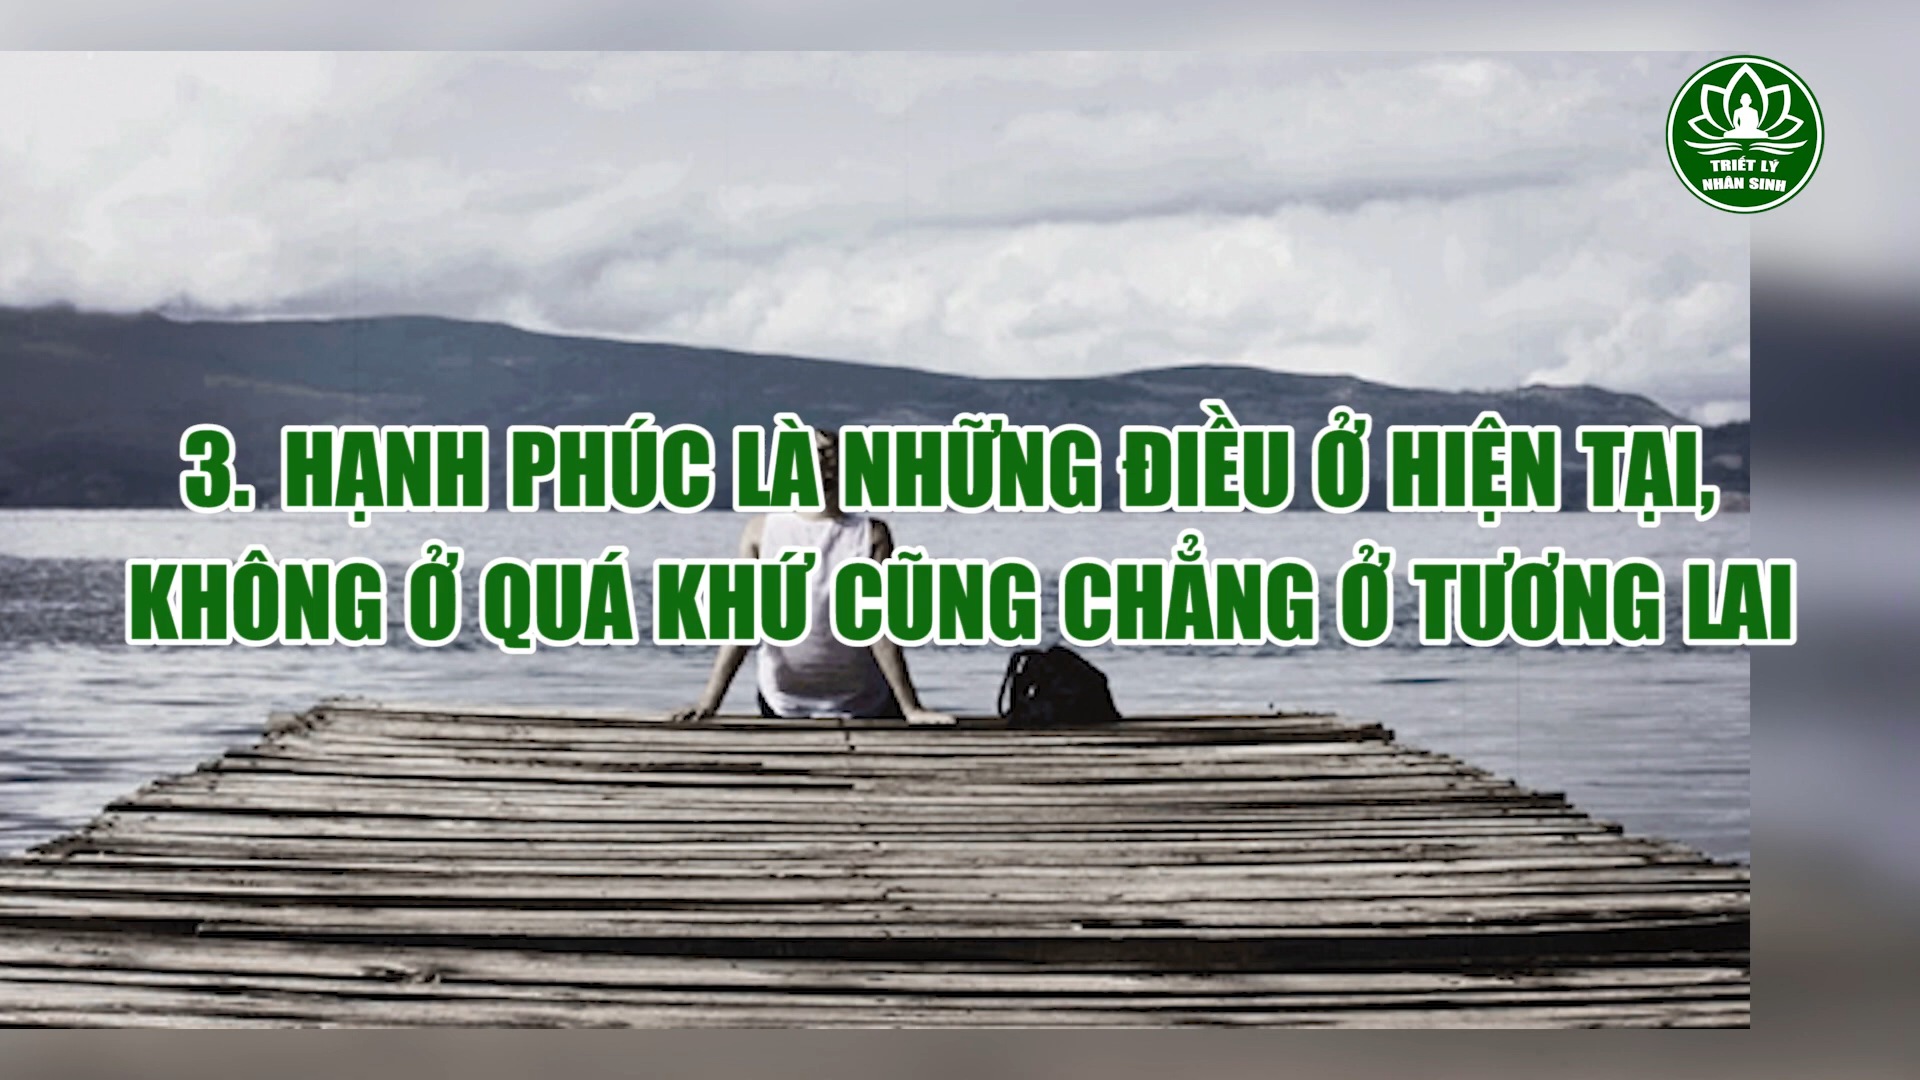 TRIẾT LÝ
NHÂN SINH
3. HẠNH PHÚC LÀ NHỮNG ĐIỀU Ở HIỆN TẠI,
KHÔNG Ở QUÁ KHỨ CŨNG CHẲNG Ở TƯƠNG LAI